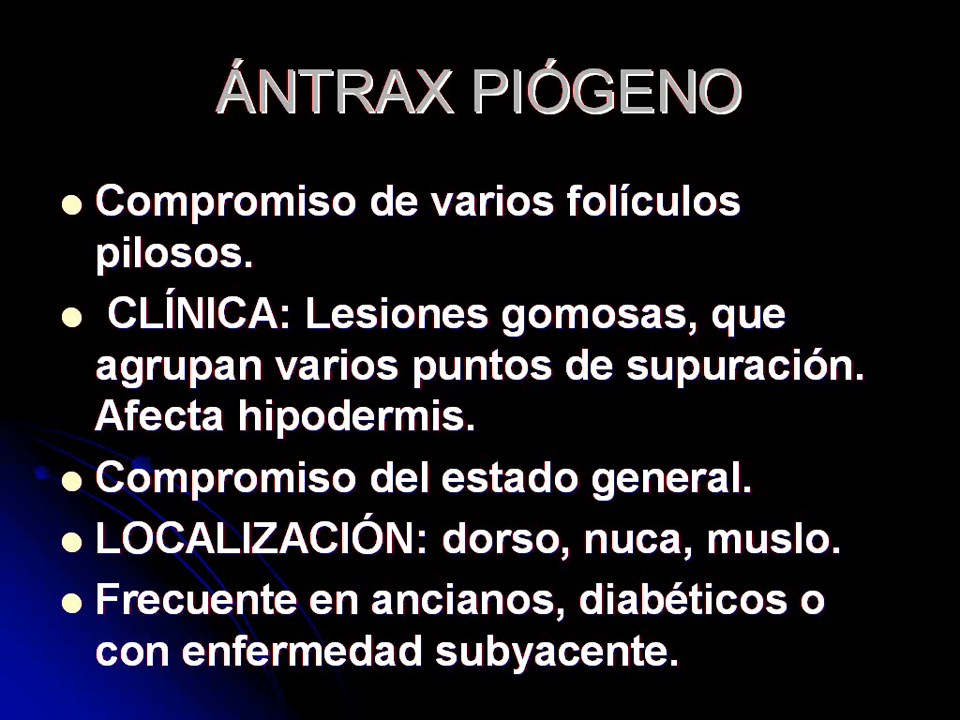 ÁNTRAX PIÓGENO
Compromiso de varios folículos
pilosos.
CLÍNICA: Lesiones gomosas, que
agrupan varios puntos de supuración.
Afecta hipodermis.
Compromiso del estado general.
LOCALIZACIÓN: dorso, nuca, muslo.
Frecuente en ancianos, diabéticos o
con enfermedad subyacente.